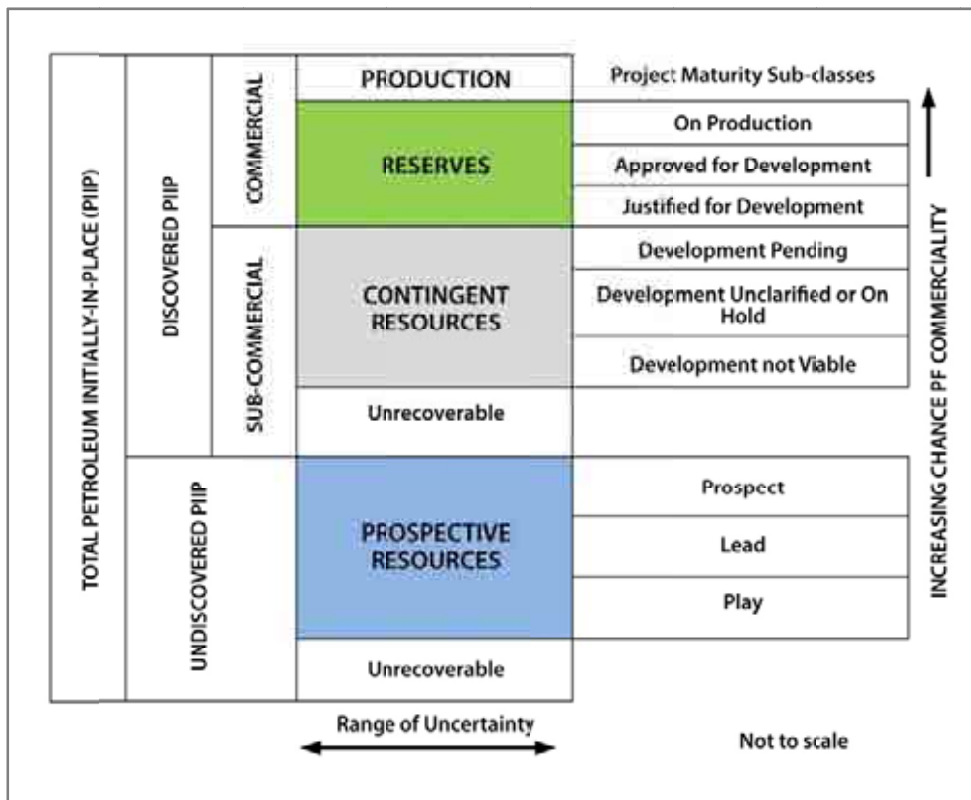 TOTAL PETROLEUM INITIALLY-IN-PLACE (PIIP)
DISCOVERED PIIP
UNDISCOVERED PIIP
COMMERCIAL
SUB-COMMERCIAL
PRODUCTION
Project Maturity Sub-classes
RESERVES
On Production
Approved for Development
Justified for Development
CONTINGENT
RESOURCES
Development Pending
Development Unclarified or On
Hold
Development not Viable
Unrecoverable
PROSPECTIVE
RESOURCES
Prospect
Lead
Play
Unrecoverable
INCREASING CHANCE PF COMMERCIALITY
Range of Uncertainty
Not to scale